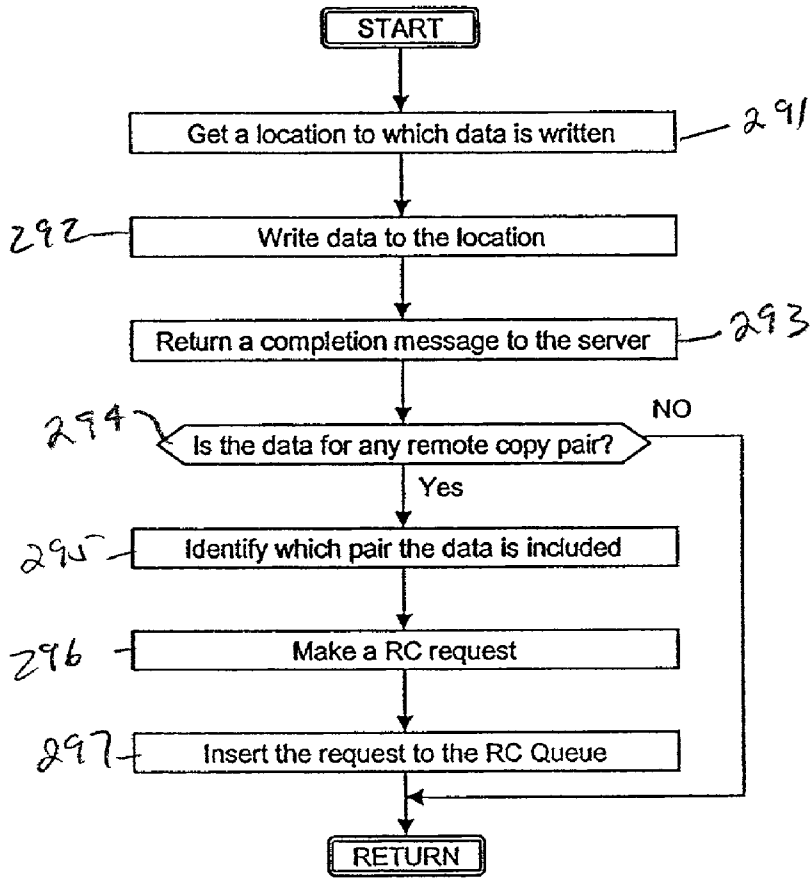 START
Get a location to which data is written
291
292
Write data to the location
Return a completion message to the server
293
294
Is the data for any remote copy pair?
NO
Yes
295
Identify which pair the data is included
296
Make a RC request
297
Insert the request to the RC Queue
RETURN